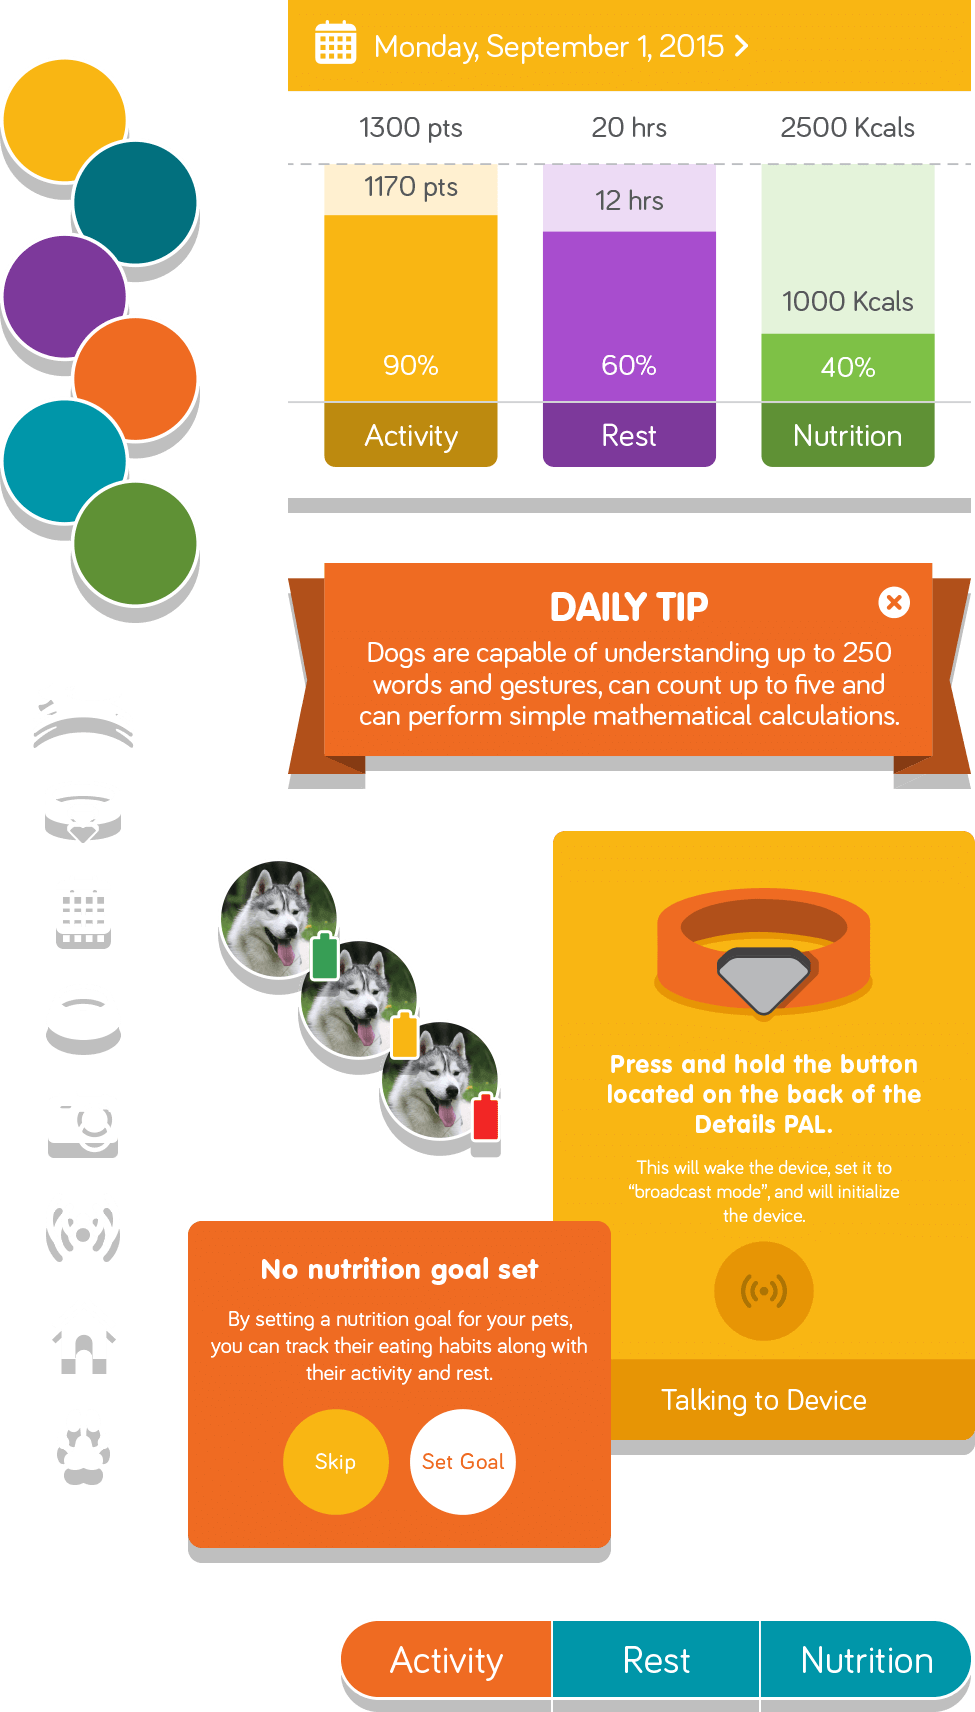 Monday, September 1, 2015
1300 pts
20 hrs
2500 Kcals
1170 pts
12 hrs
1000 Kcals
90%
60%
40%
Activity
Rest
Nutrition
DAILY TIP
Dogs are capable of understanding up to 250
words and gestures, can count up to five and
can perform simple mathematical calculations.
Press and hold the button
located on the back of the
Details PAL.
This will wake the device, set it to
“broadcast mode”, and will initialize
the device.
Talking to Device
No nutrition goal set
By setting a nutrition goal for your pets,
you can track their eating habits along with
their activity and rest.
Skip
Set Goal
Activity
Rest
Nutrition